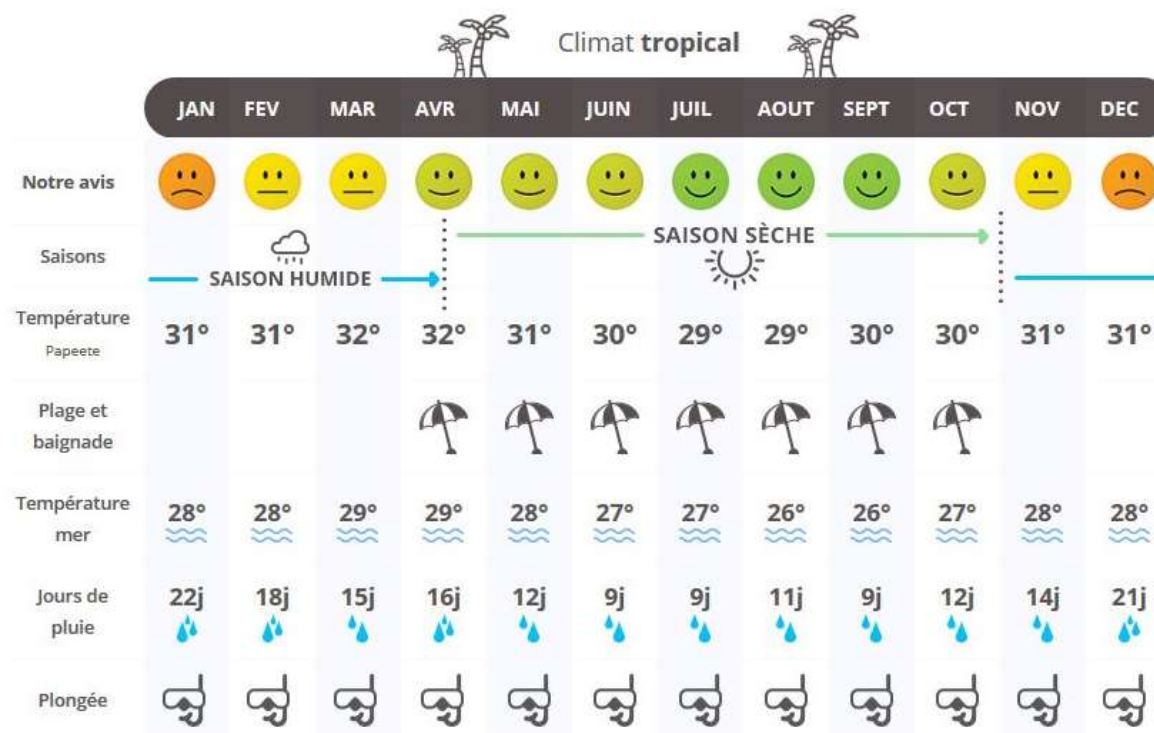 Climat tropical
JAN FEV MAR AVR MAI JUIN JUIL AOUT SEPT OCT NOV DEC
Notre avis
Saisons
SAISON HUMIDE
SAISON SÈCHE
Température
Papeete
31° 31° 32° 32° 31° 30° 29° 29° 30° 30° 31° 31°
Plage et
baignade
Température
mer
28° 28° 29° 29° 28° 27° 27° 26° 26° 27° 28° 28°
Jours de
pluie
22j 18j 15j 16j 12j 9j 9j 11j 9j 12j 14j 21j
Plongée